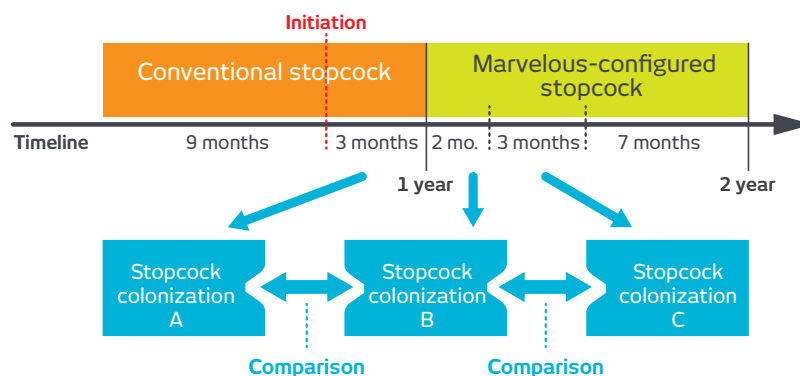 Initiation
Conventional stopcock
Marvelous-configured
stopcock
Timeline
9 months
3 months
2 mo.
3 months
7 months
1 year
2 year
Stopcock
colonization
A
Stopcock
colonization
B
Stopcock
colonization
C
Comparison
Comparison